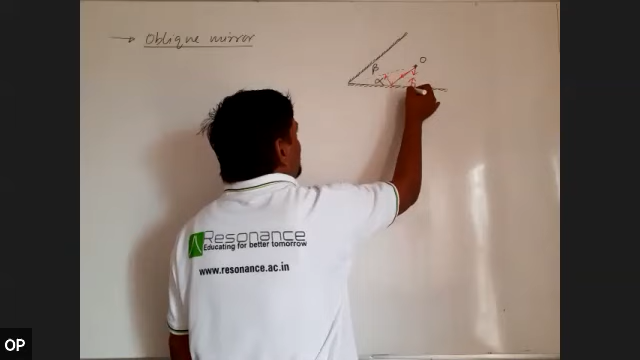 → Oblique mirror
O
β
α
Resonance
Educating for better tomorrow
www.resonance.ac.in
OP